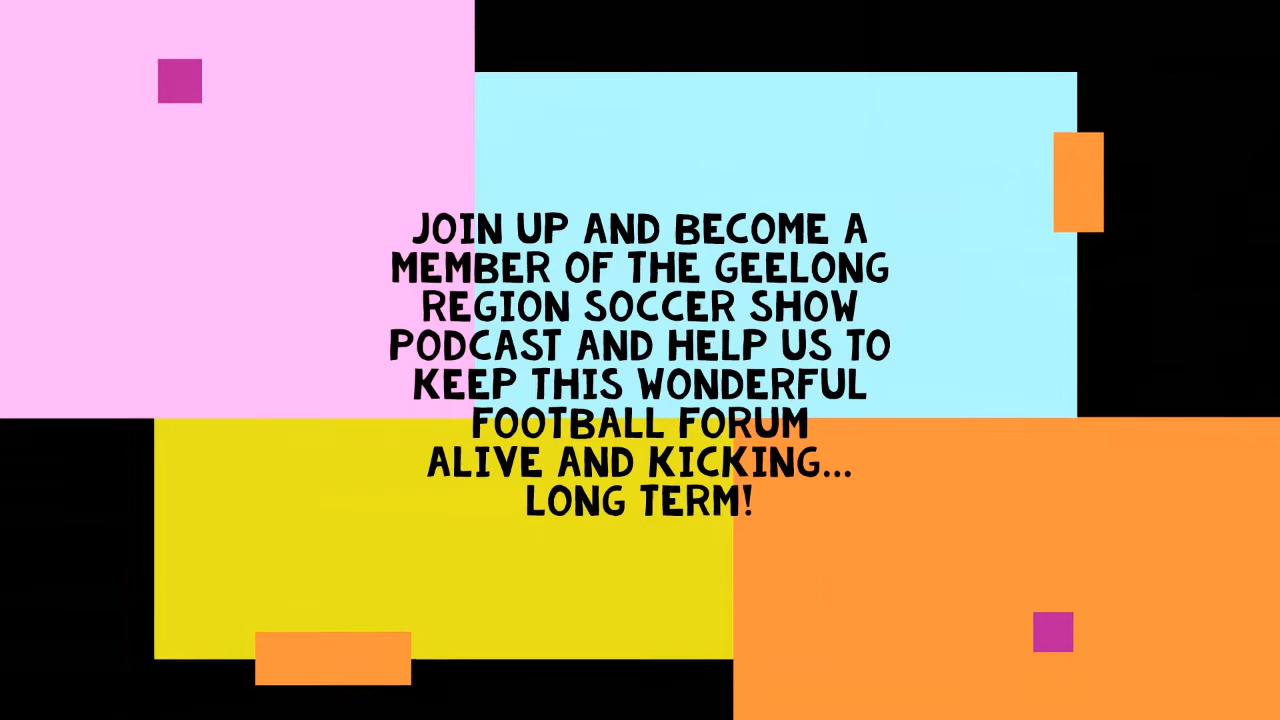 JOIN UP AND BECOME A
MEMBER OF THE GEELONG
REGION SOCCER SHOW
PODCAST AND HELP US TO
KEEP THIS WONDERFUL
FOOTBALL FORUM
ALIVE AND KICKING...
LONG TERM!